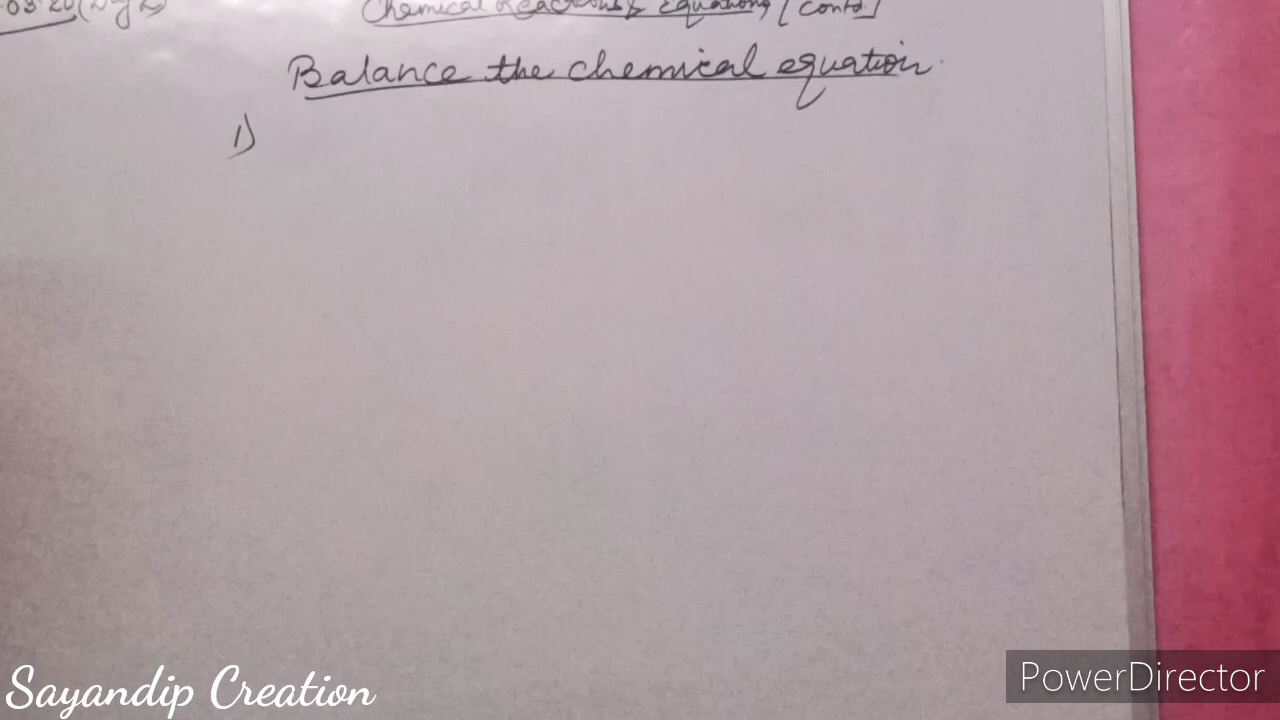 Chemical Reactions & Equations [Contd]
Balance the chemical equation.
1)
Sayandip Creation
PowerDirector